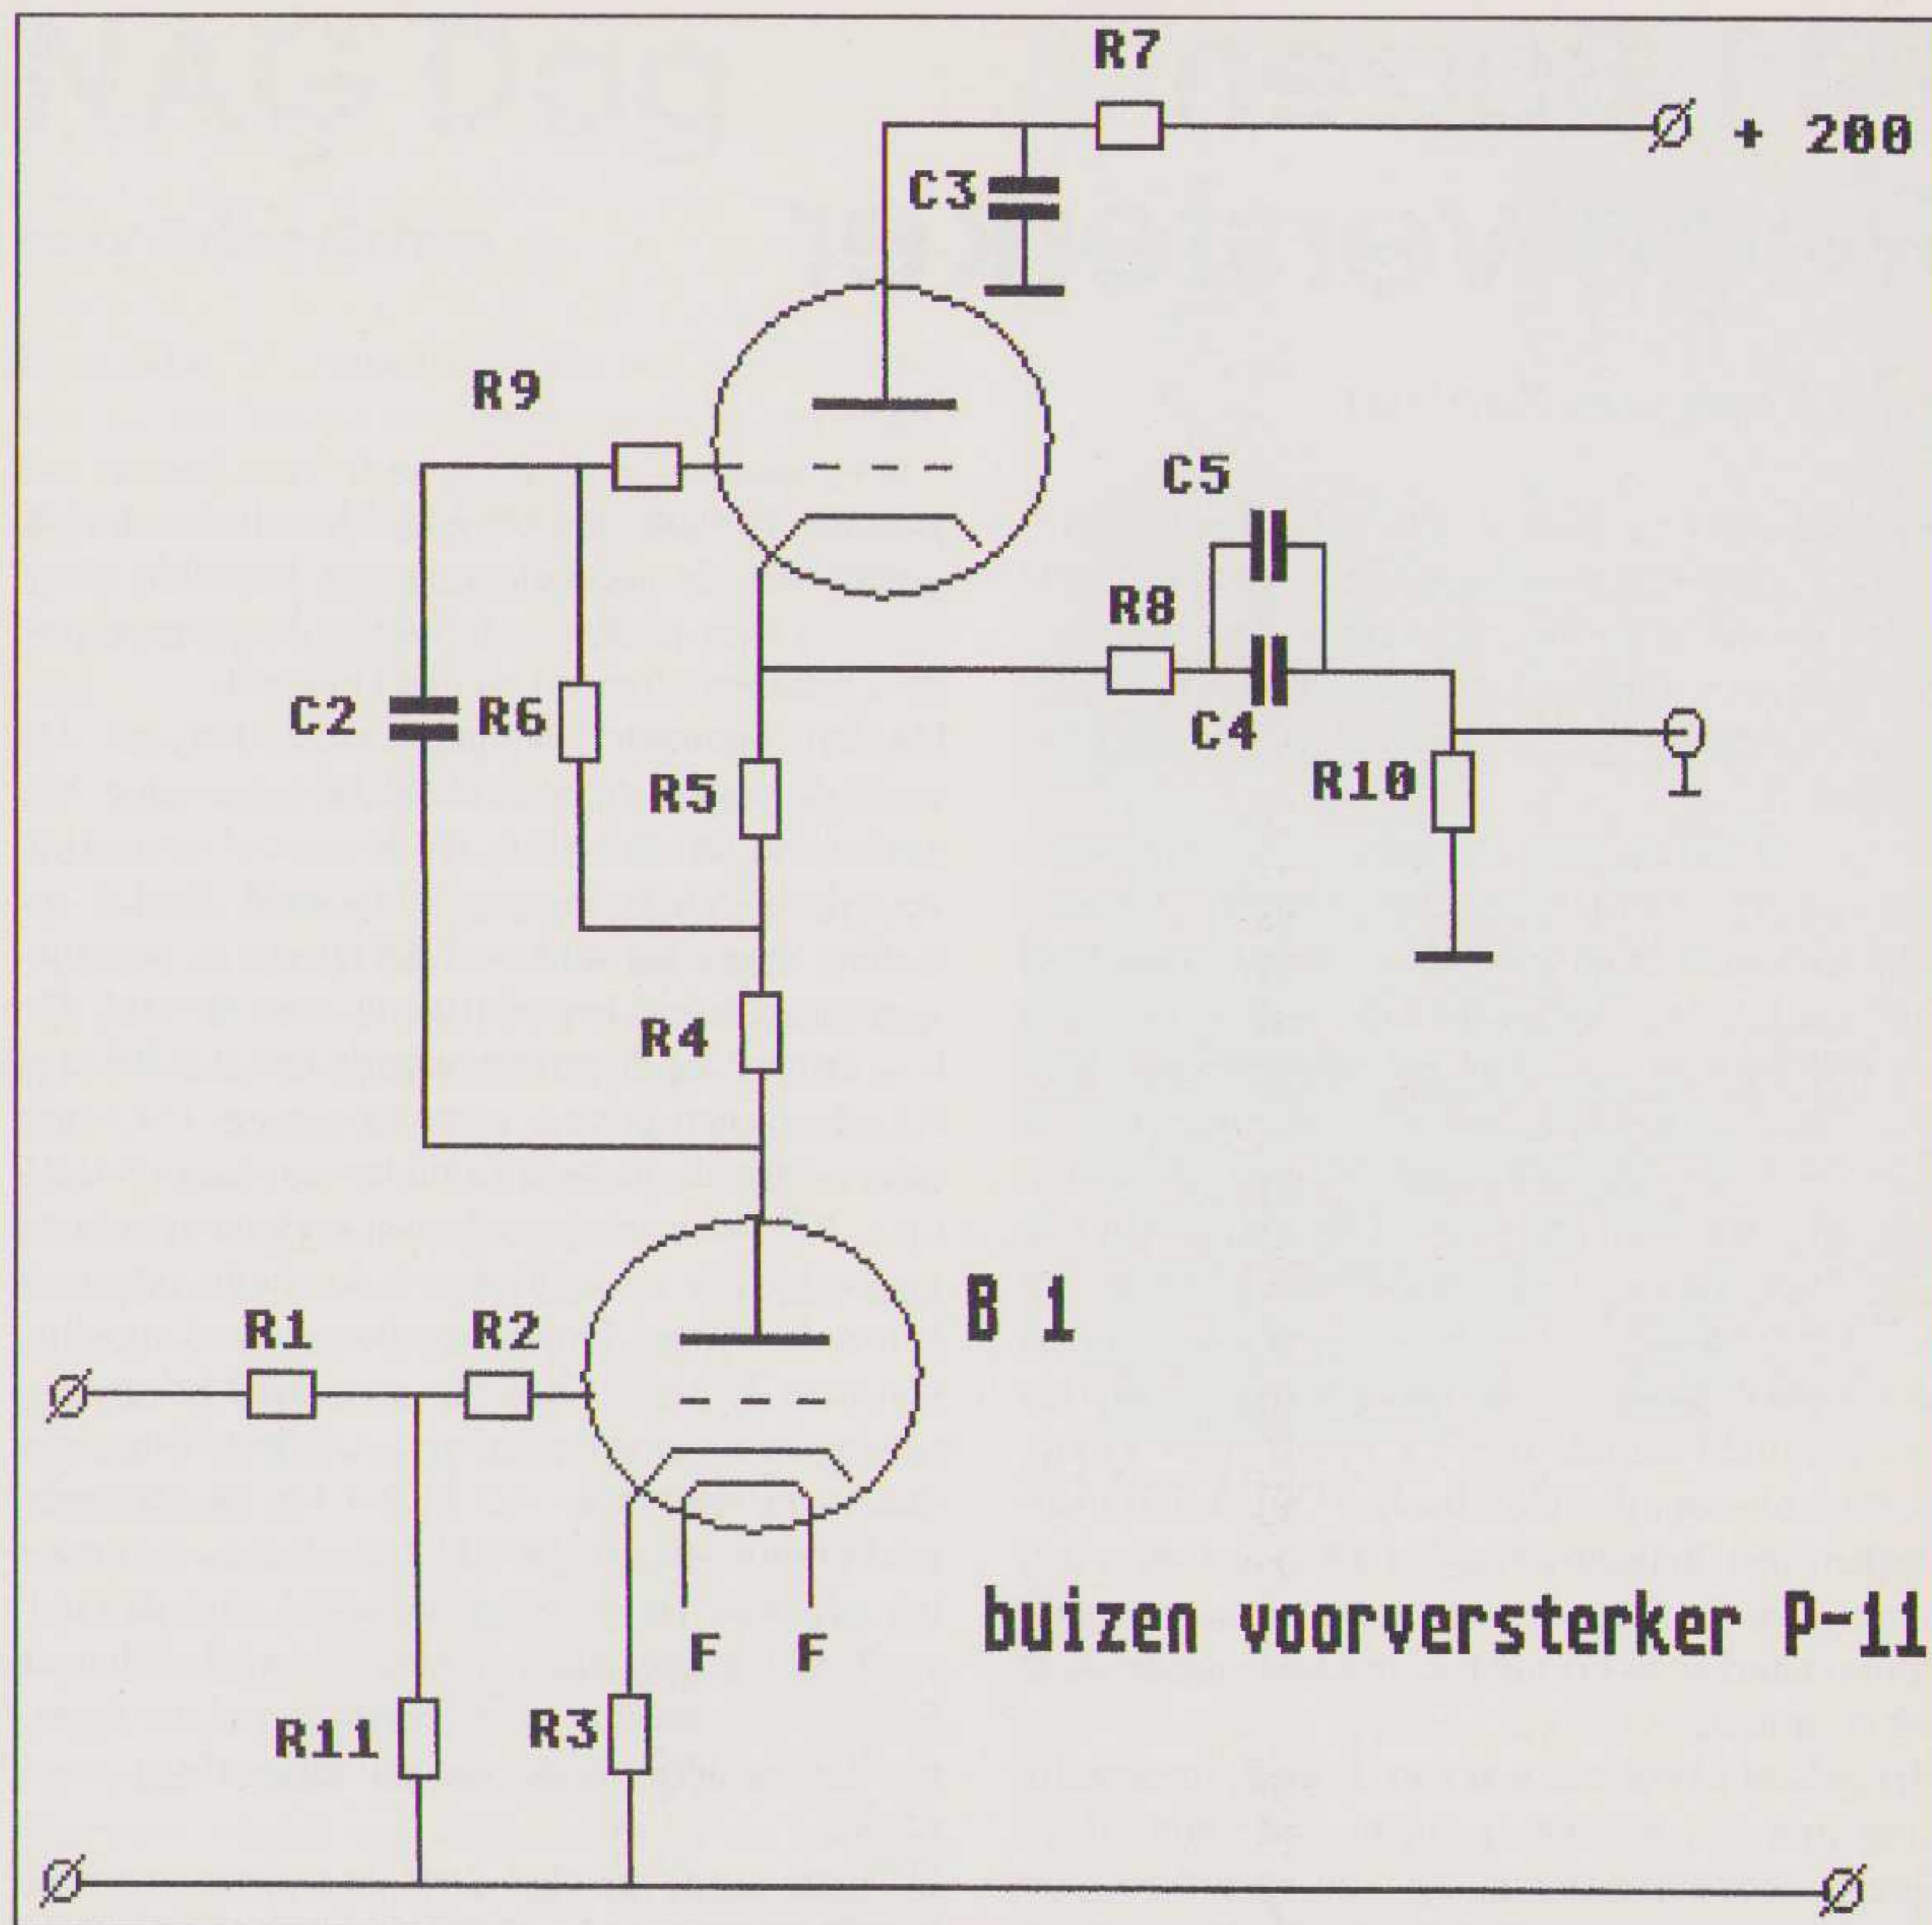 R7
+ 200
C3
R9
C5
R8
C2 R6
C4
R5
R10
R4
B 1
R1 R2
buizen voorversterker P-11
F F
R11 R3